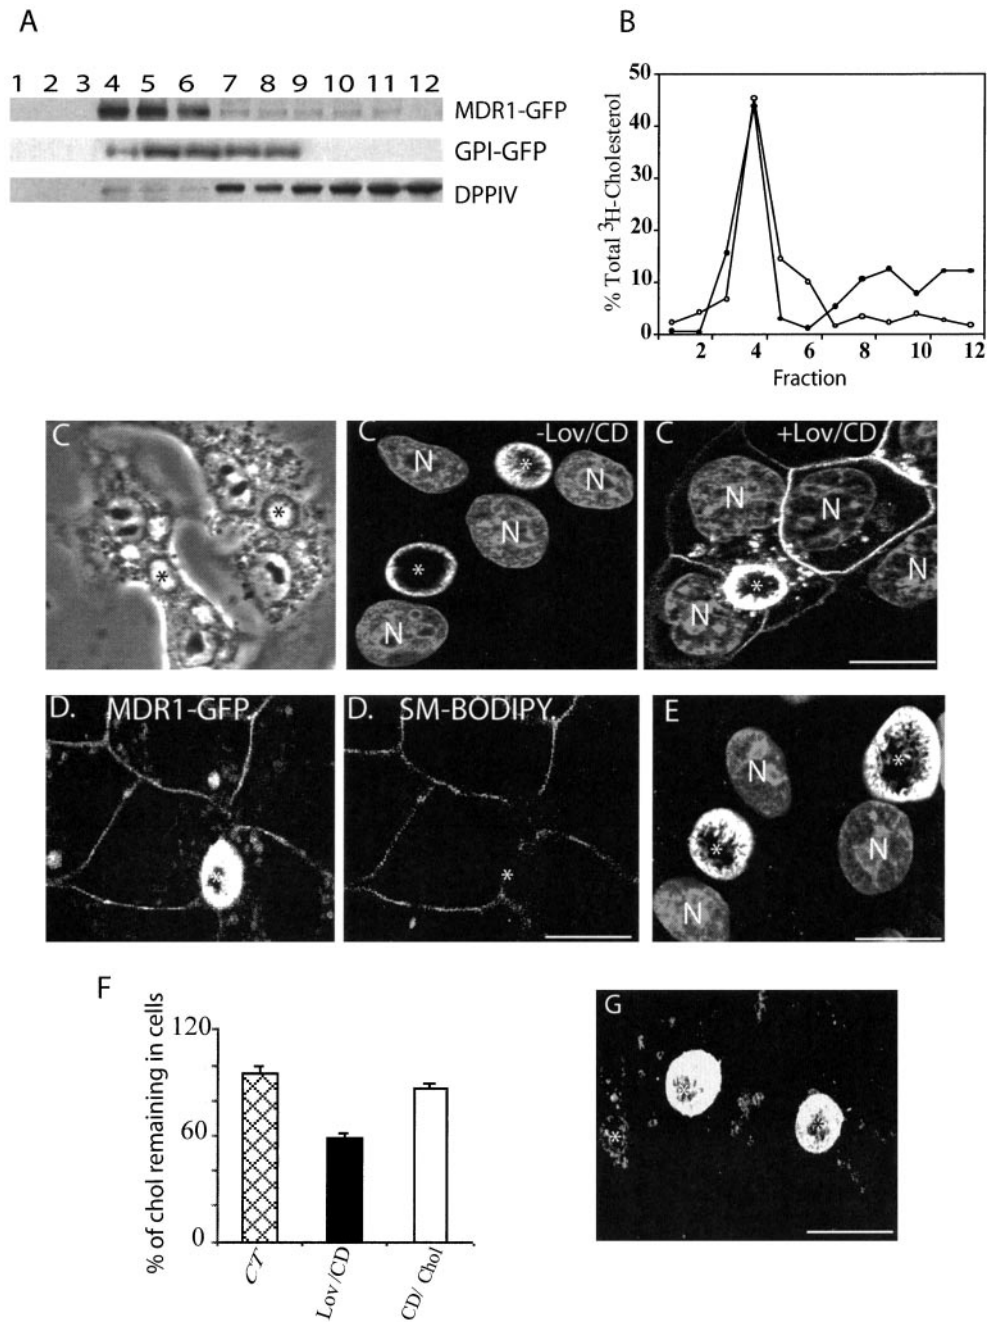 A
1 2 3 4 5 6 7 8 9 10 11 12
MDR1-GFP
GPI-GFP
DPPIV
B
50
40
30
20
10
0
% Total ³H-Cholesterol
2 4 6 8 10 12
Fraction
C
*
*
C
-Lov/CD
N
*
N
N
*
N
C
+Lov/CD
N
N
N
*
N
D. MDR1-GFP
*
D. SM-BODIPY
*
E
*
N
*
N
N
F
% of chol remaining in cells
120
60
0
CT
Lov/CD
CD/Chol
G
*
*
*